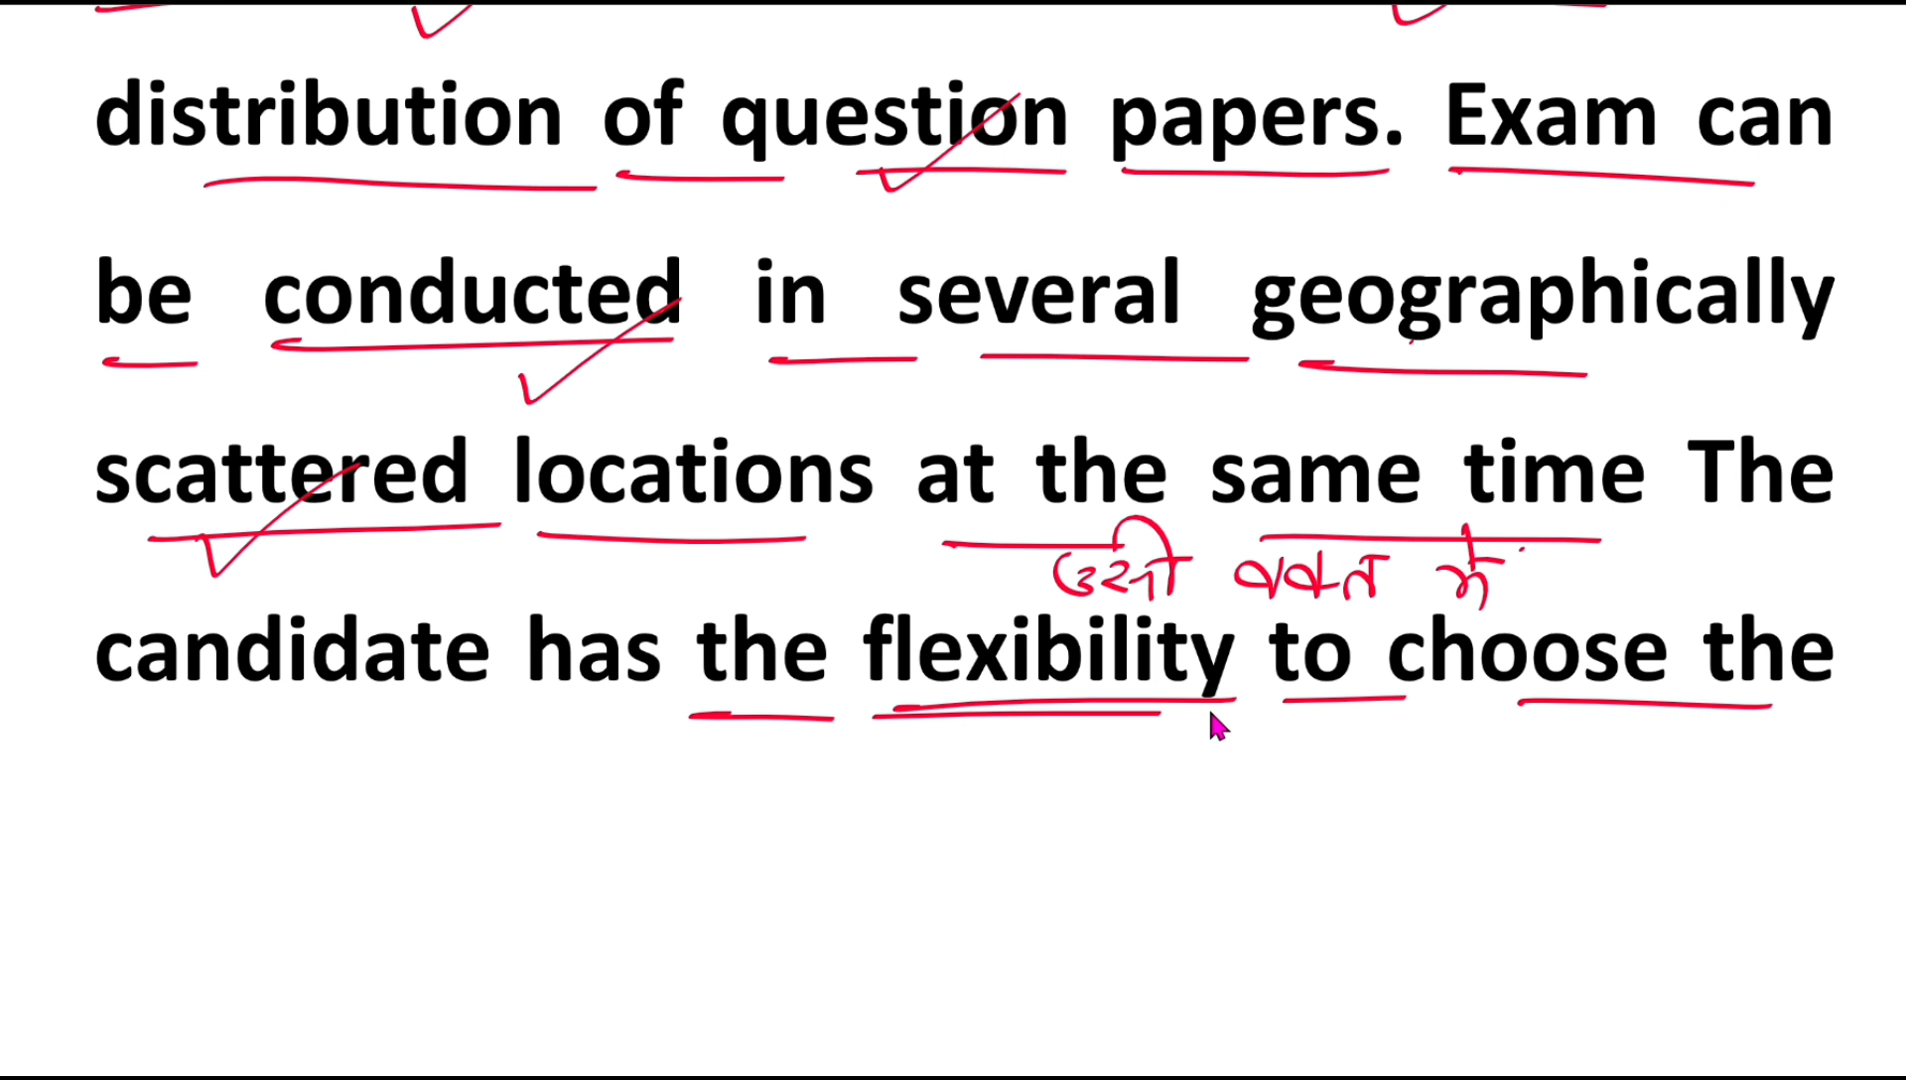 distribution of question papers. Exam can
be conducted in several geographically
scattered locations at the same time The
उसी वक्त में
candidate has the flexibility to choose the